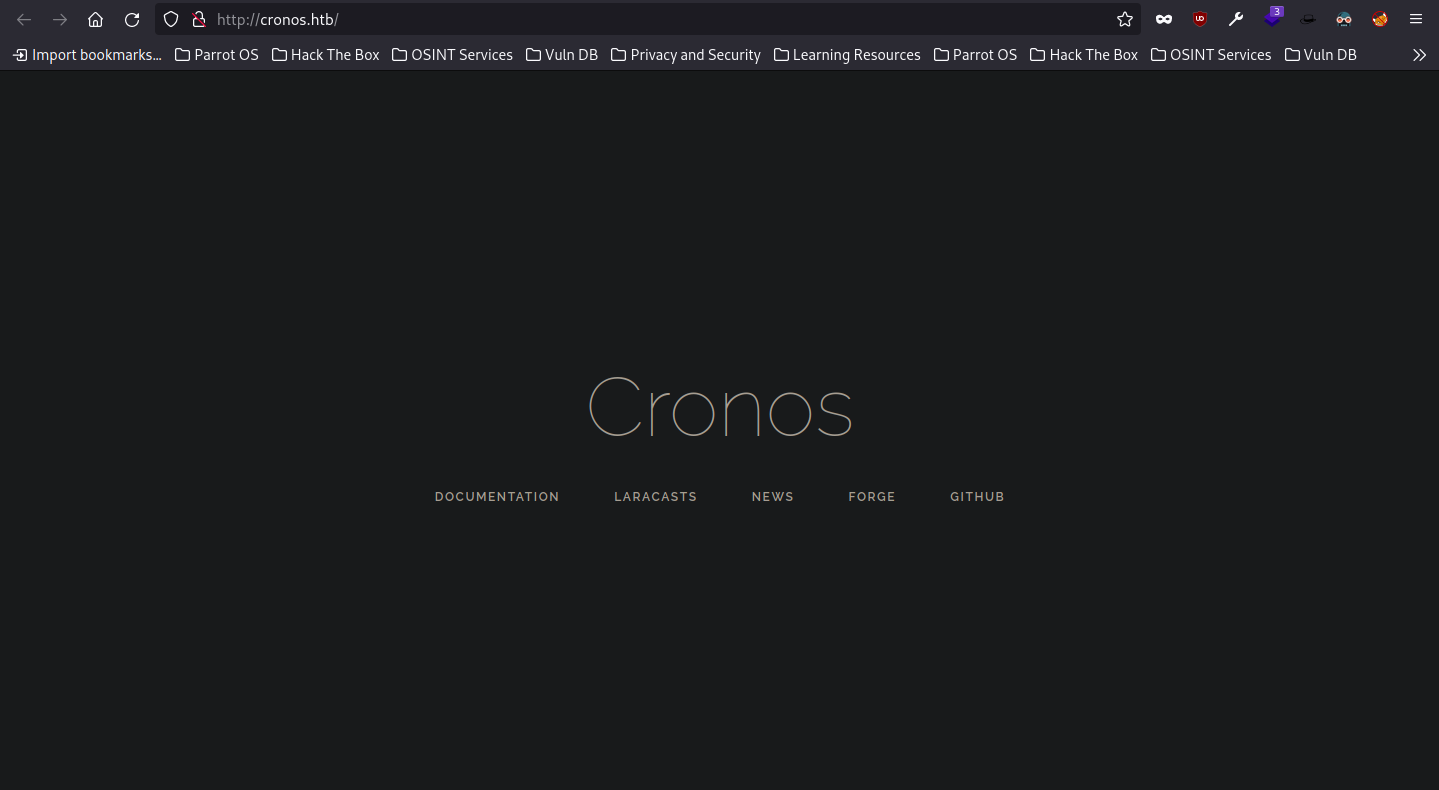 http://cronos.htb/
3
UD
Import bookmarks... Parrot OS Hack The Box OSINT Services Vuln DB Privacy and Security Learning Resources Parrot OS Hack The Box OSINT Services Vuln DB
Cronos
DOCUMENTATION LARACASTS NEWS FORGE GITHUB